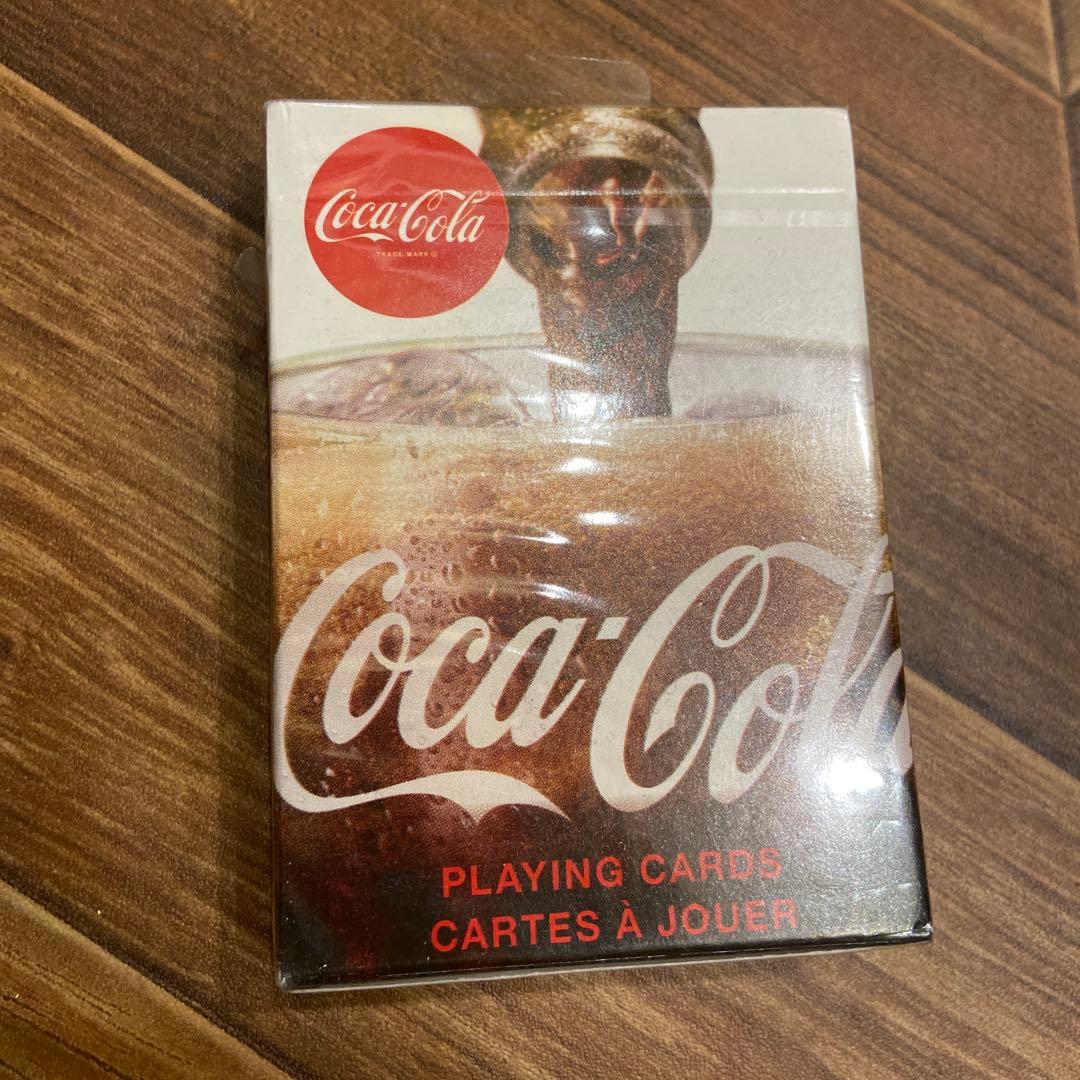 Coca-Cola
TRADE-MARK ®
Coca-Cola
PLAYING CARDS
CARTES À JOUER